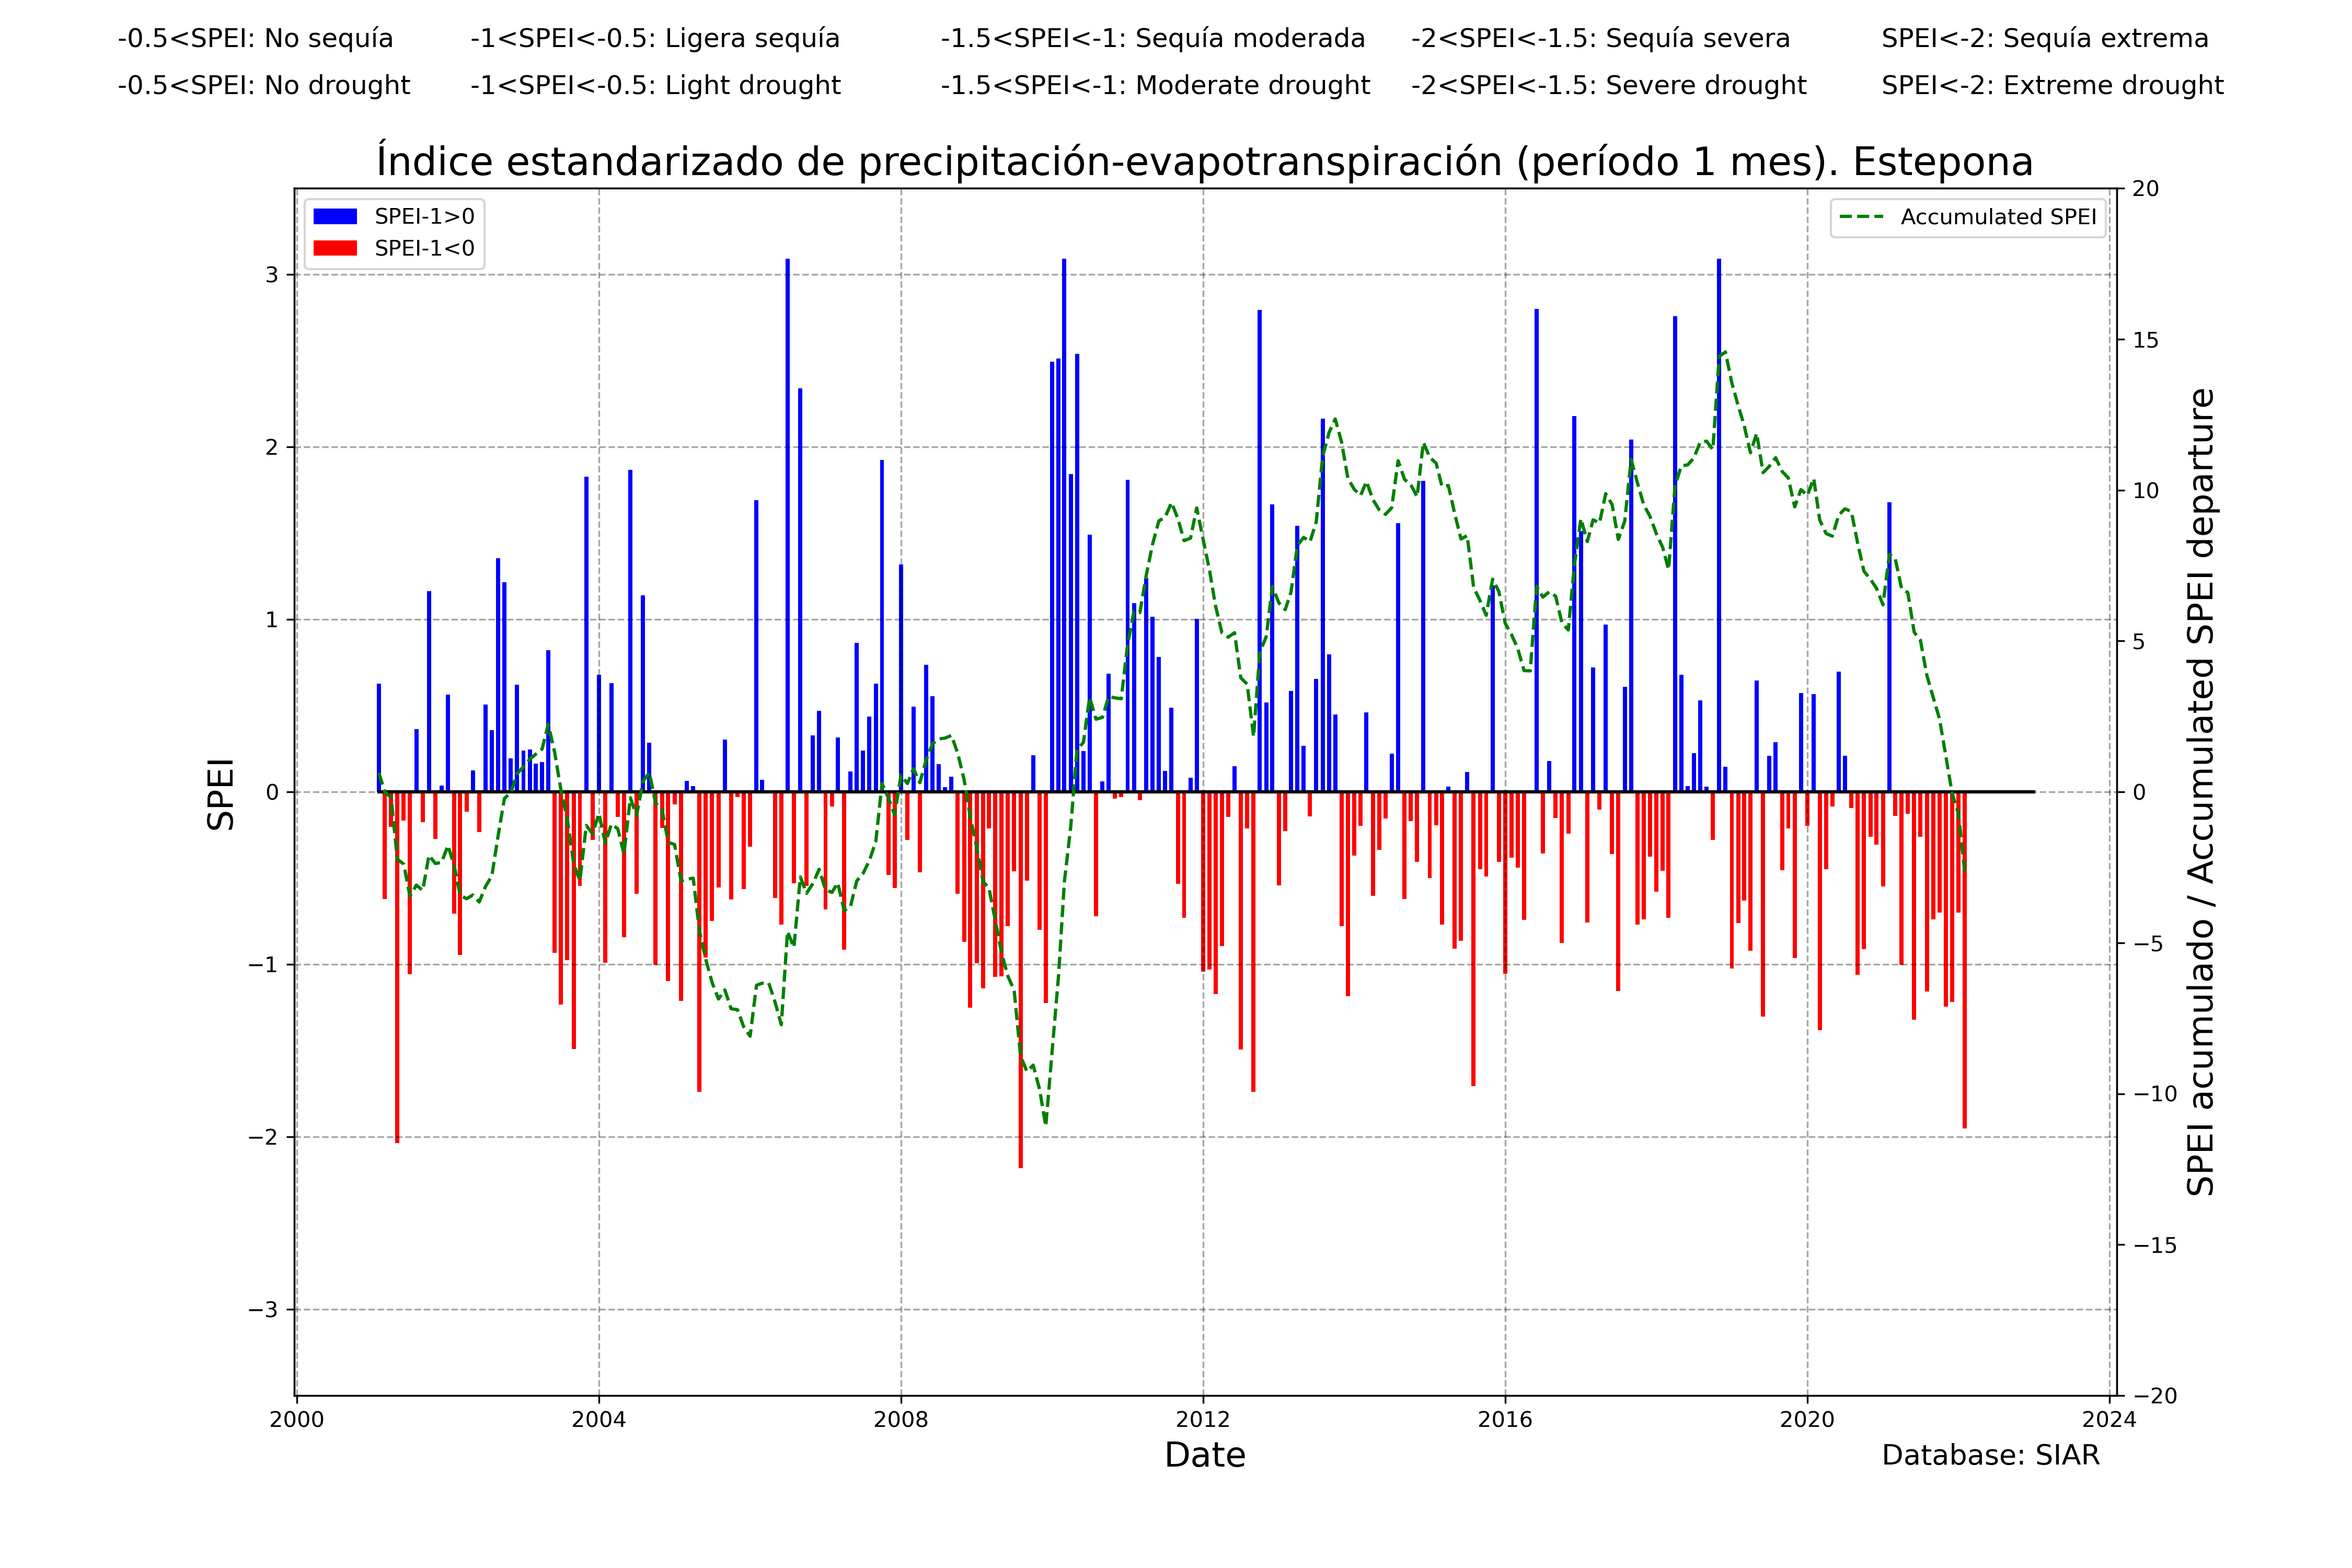 -0.5<SPEI: No sequía -1<SPEI<-0.5: Ligera sequía -1.5<SPEI<-1: Sequía moderada -2<SPEI<-1.5: Sequía severa SPEI<-2: Sequía extrema
-0.5<SPEI: No drought -1<SPEI<-0.5: Light drought -1.5<SPEI<-1: Moderate drought -2<SPEI<-1.5: Severe drought SPEI<-2: Extreme drought
Índice estandarizado de precipitación-evapotranspiración (período 1 mes). Estepona
SPEI-1>0
SPEI-1<0
Accumulated SPEI
SPEI
3
2
1
0
−1
−2
−3
20
15
10
5
0
−5
−10
−15
−20
SPEI acumulado / Accumulated SPEI departure
2000 2004 2008 2012 2016 2020 2024
Date
Database: SIAR